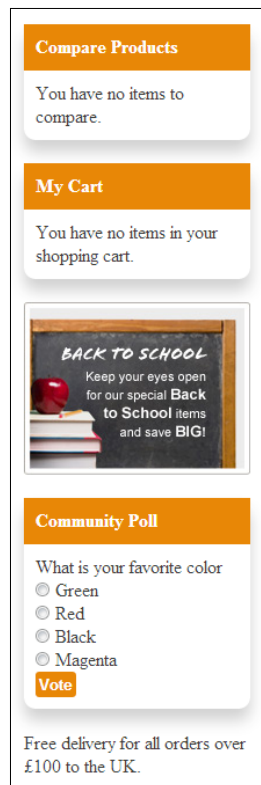 Compare Products
You have no items to
compare.
My Cart
You have no items in your
shopping cart.
BACK TO SCHOOL
Keep your eyes open
for our special Back
to School items
and save BIG!
Community Poll
What is your favorite color
Green
Red
Black
Magenta
Vote
Free delivery for all orders over
£100 to the UK.